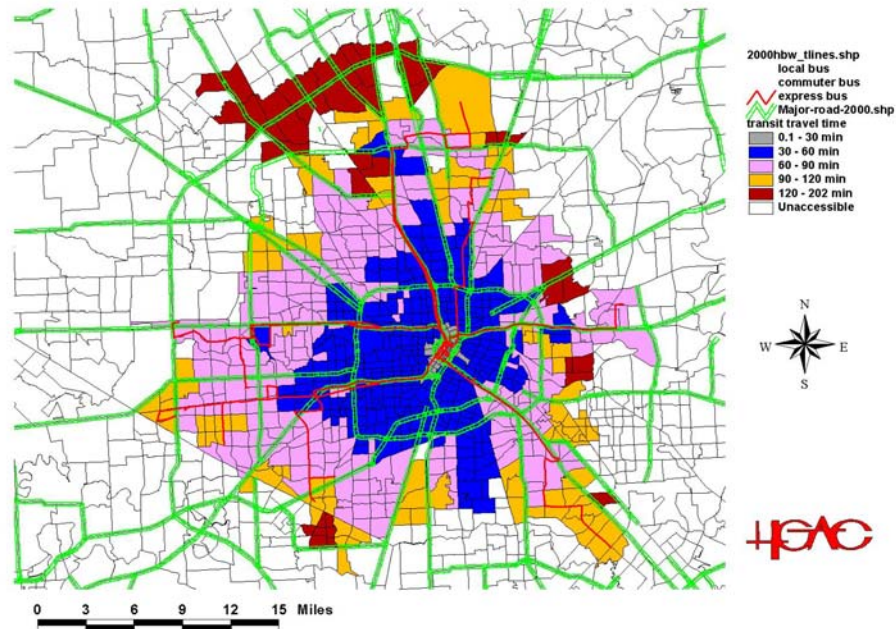 2000hbw_tlines.shp
local bus
commuter bus
express bus
Major-road-2000.shp
transit travel time
0.1 - 30 min
30 - 60 min
60 - 90 min
90 - 120 min
120 - 202 min
Unaccessible
N
W E
S
HGAC
0 3 6 9 12 15 Miles